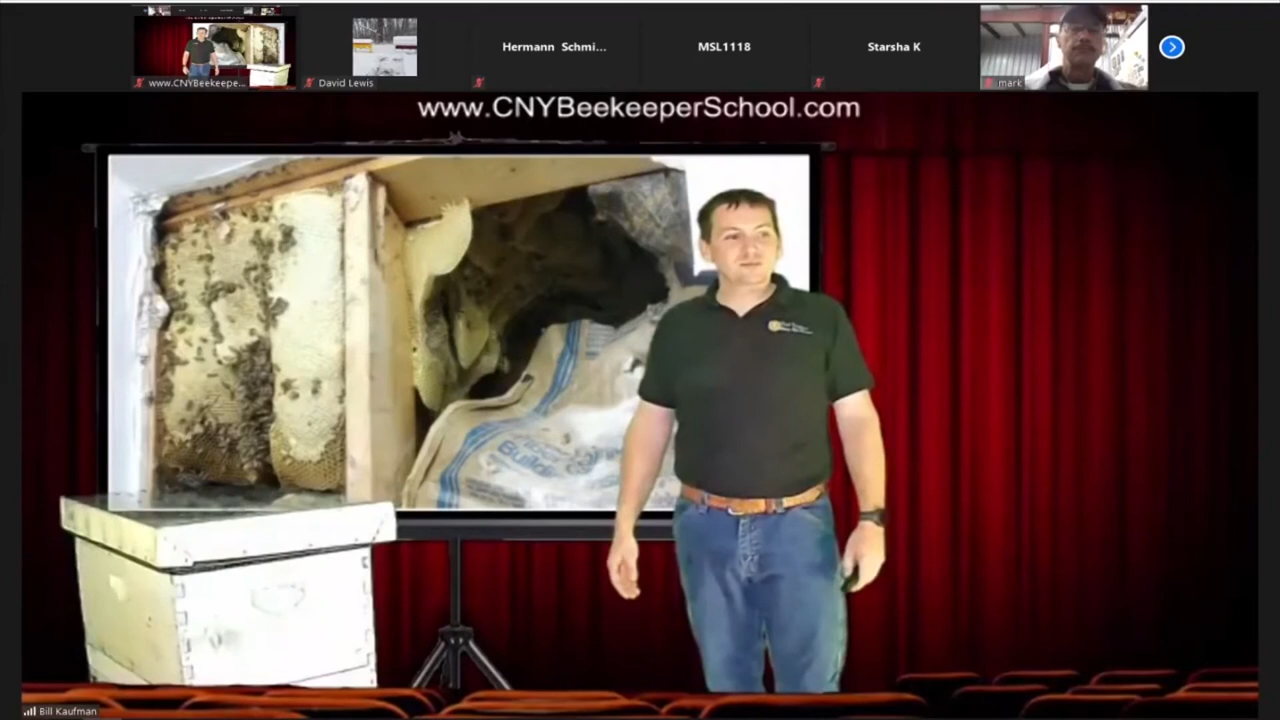 Hermann Schmi...
MSL1118
Starsha K
www.CNYBeekeepe...
David Lewis
mark
www.CNYBeekeeperSchool.com
Bill Kaufman